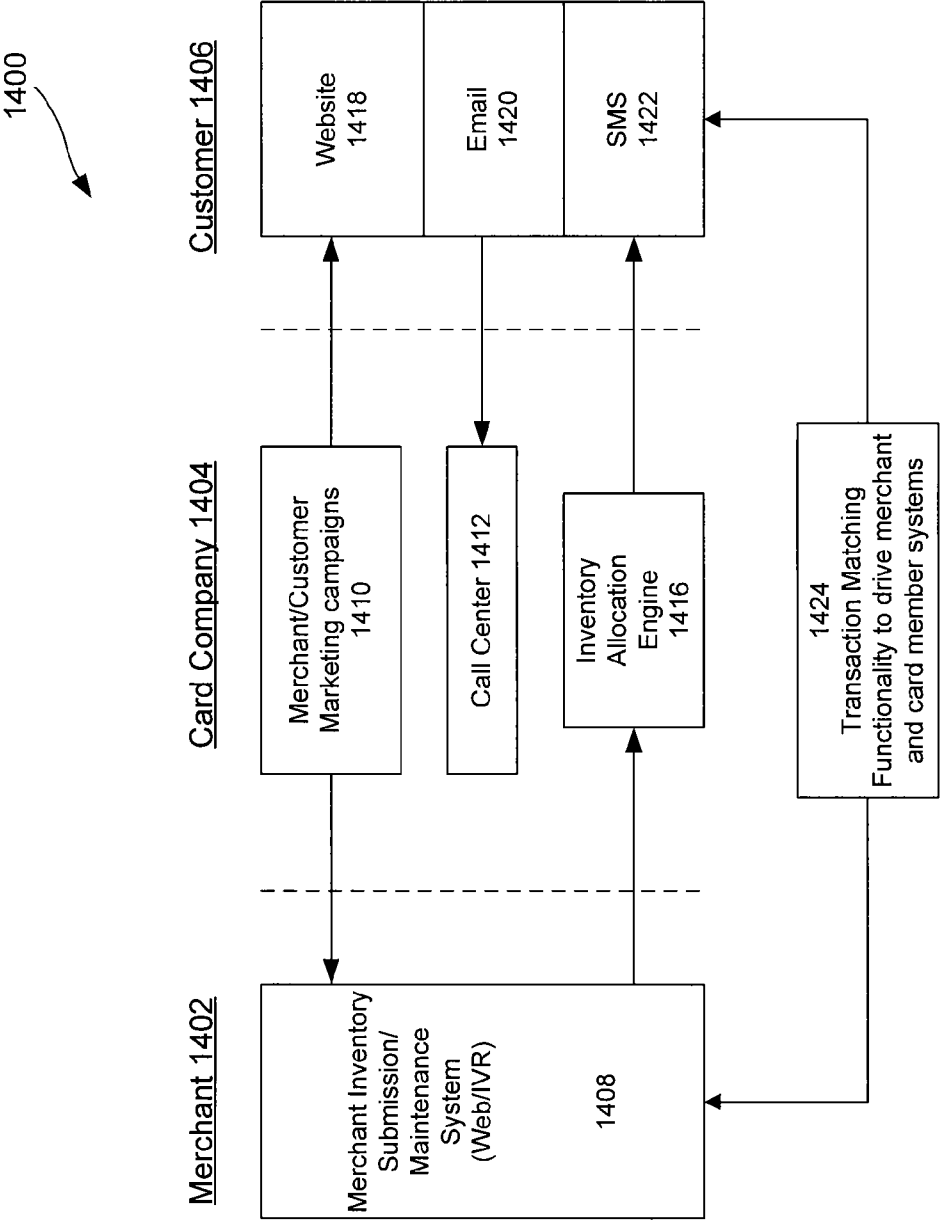 1400
Merchant 1402
Card Company 1404
Customer 1406
Merchant Inventory
Submission/
Maintenance
System
(Web/IVR)
1408
Merchant/Customer
Marketing campaigns
1410
Call Center 1412
Inventory
Allocation
Engine
1416
Website
1418
Email
1420
SMS
1422
1424
Transaction Matching
Functionality to drive merchant
and card member systems